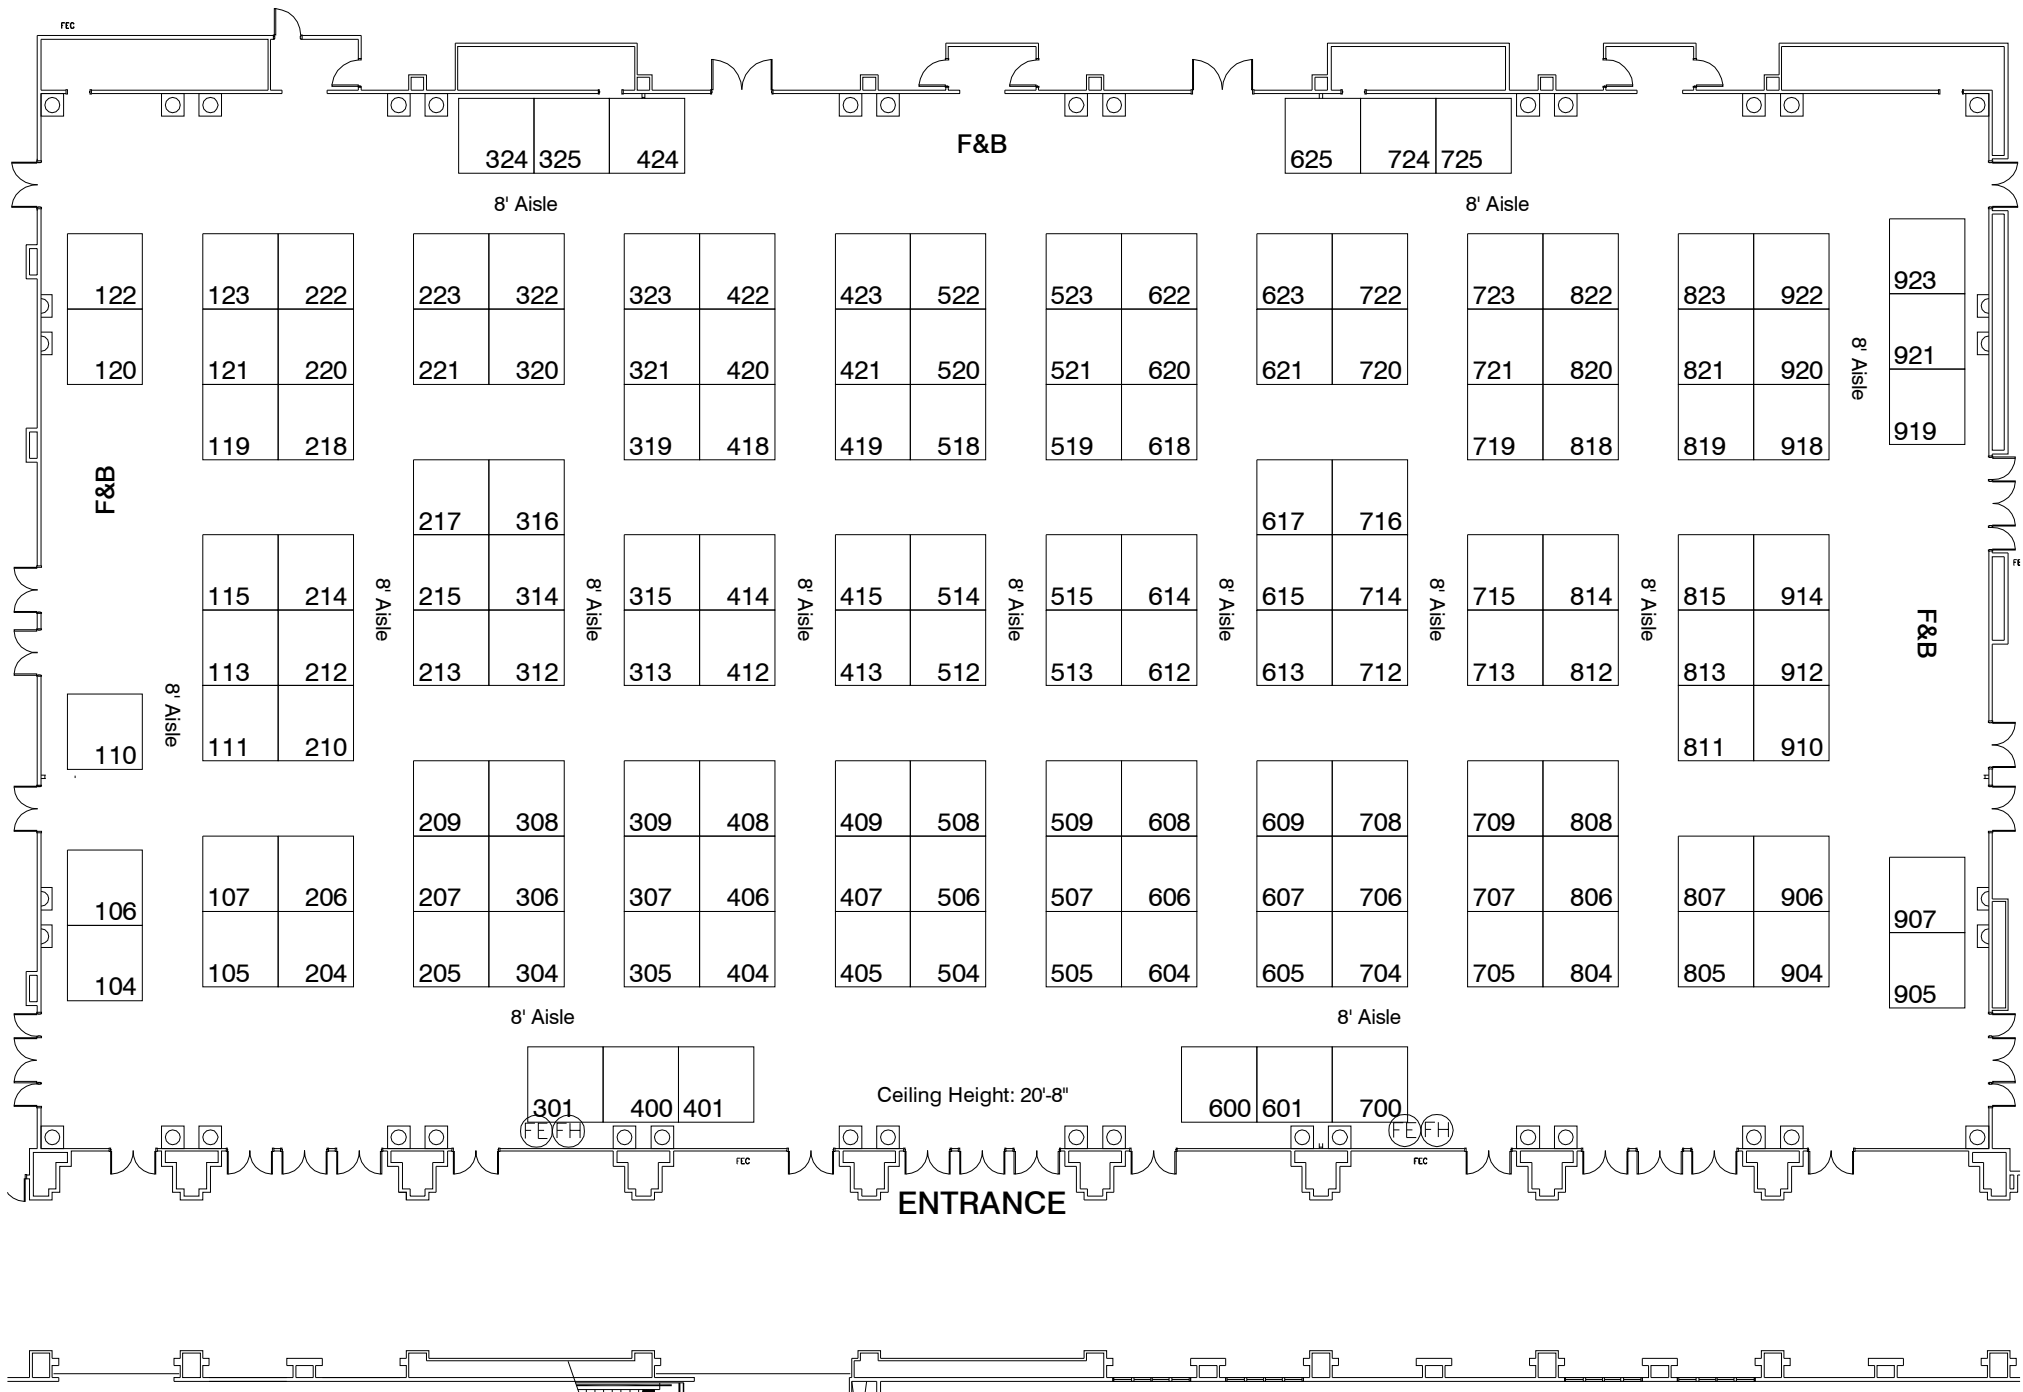 FEC
324 325 424
F&B
625 724 725
8' Aisle
8' Aisle
122 123 222 223 322 323 422 423 522 523 622 623 722 723 822 823 922 923
120 121 220 221 320 321 420 421 520 521 620 621 720 721 820 821 920 921
8' Aisle
119 218 319 418 419 518 519 618 719 818 819 918 919
F&B
217 316 617 716
115 214 215 314 315 414 415 514 515 614 615 714 715 814 815 914
8' Aisle
8' Aisle
8' Aisle
8' Aisle
8' Aisle
8' Aisle
8' Aisle
F&B
113 212 213 312 313 412 413 512 513 612 613 712 713 812 813 912
8' Aisle
110 111 210 811 910
209 308 309 408 409 508 509 608 609 708 709 808
106 107 206 207 306 307 406 407 506 507 606 607 706 707 806 807 906 907
104 105 204 205 304 305 404 405 504 505 604 605 704 705 804 805 904 905
8' Aisle
8' Aisle
301 400 401
Ceiling Height: 20'-8"
600 601 700
FE FH
FE FH
FEC
FEC
ENTRANCE